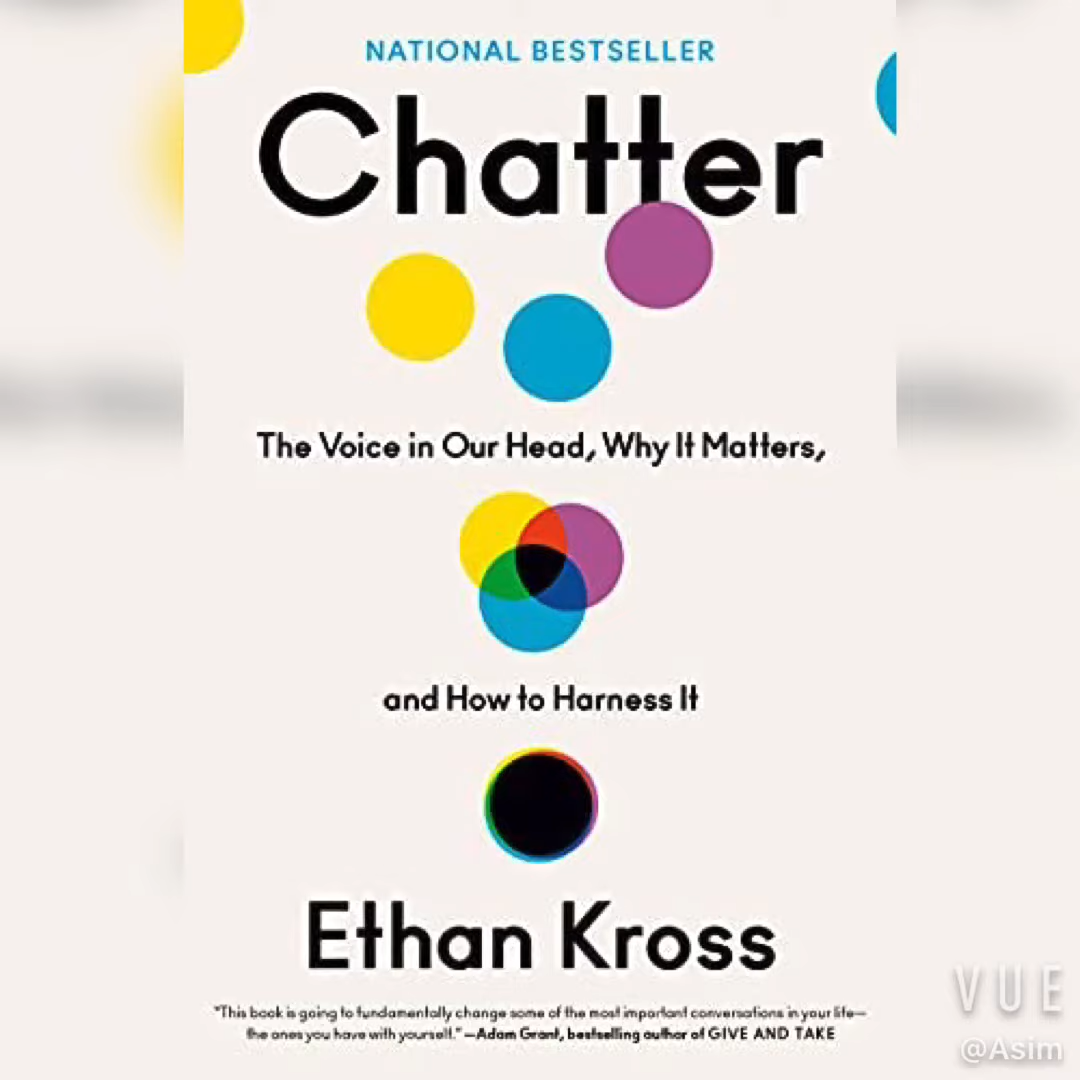 NATIONAL BESTSELLER
Chatter
The Voice in Our Head, Why It Matters,
and How to Harness It
Ethan Kross
"This book is going to fundamentally change some of the most important conversations in your life—
the ones you have with yourself." —Adam Grant, bestselling author of GIVE AND TAKE
VUE
@Asim